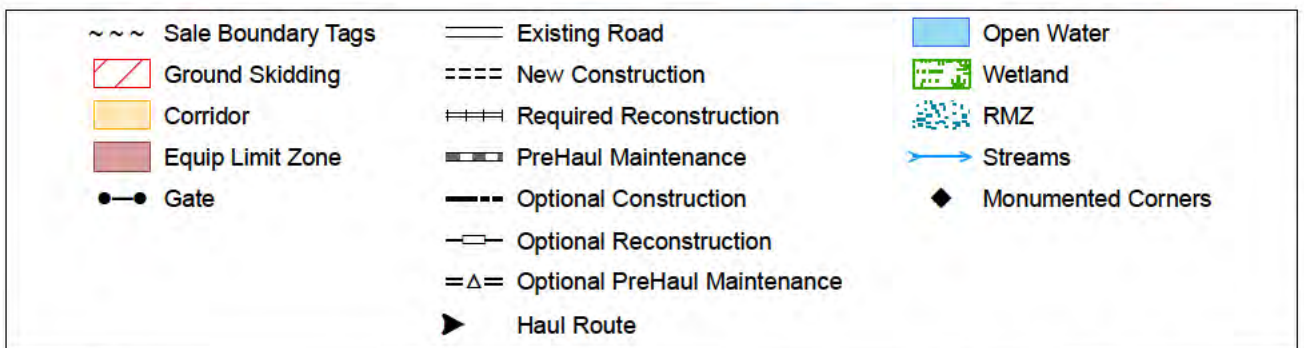 Sale Boundary Tags
Ground Skidding
Corridor
Equip Limit Zone
Gate
Existing Road
New Construction
Required Reconstruction
PreHaul Maintenance
Optional Construction
Optional Reconstruction
Optional PreHaul Maintenance
Haul Route
Open Water
Wetland
RMZ
Streams
Monumented Corners